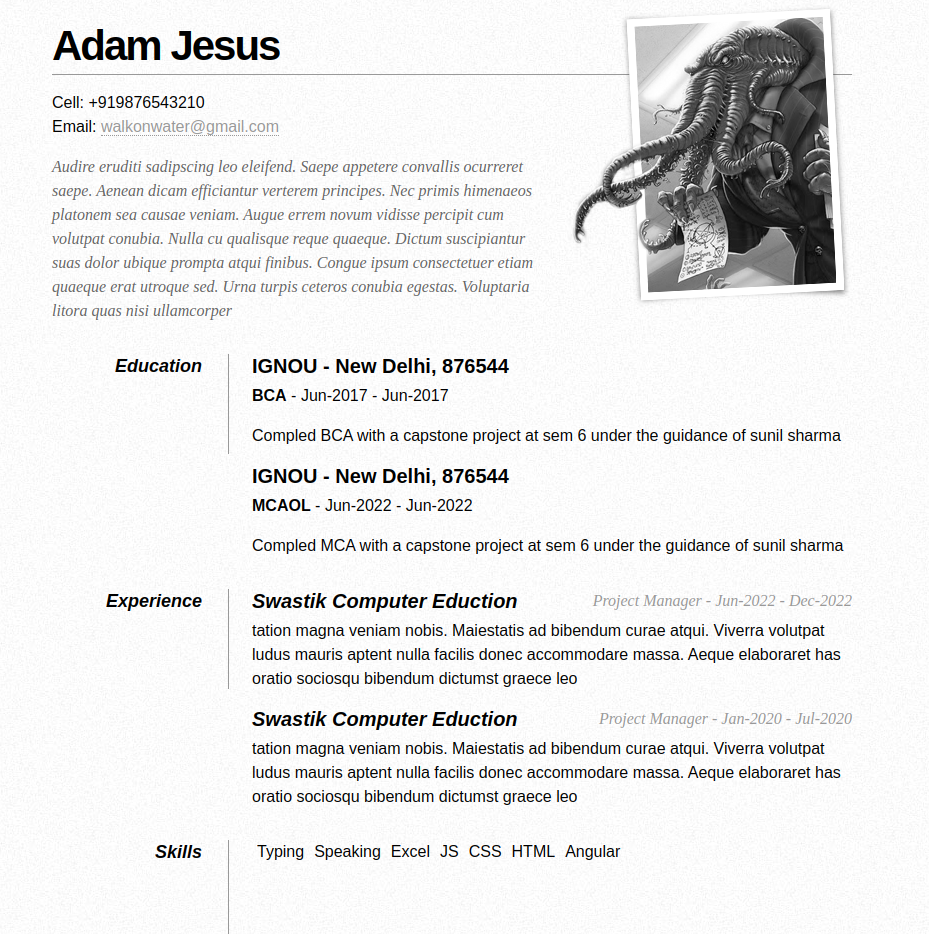 Adam Jesus
Cell: +919876543210
Email: walkonwater@gmail.com
Audire eruditi sadipscing leo eleifend. Saepe appetere convallis ocurreret
saepe. Aenean dicam efficiantur verterem principes. Nec primis himenaeos
platonem sea causae veniam. Augue errem novum vidisse percipit cum
volutpat conubia. Nulla cu qualisque reque quaeque. Dictum suscipiantur
suas dolor ubique prompta atqui finibus. Congue ipsum consectetuer etiam
quaeque erat utroque sed. Urna turpis ceteros conubia egestas. Voluptaria
litora quas nisi ullamcorper
Education
IGNOU - New Delhi, 876544
BCA - Jun-2017 - Jun-2017
Compled BCA with a capstone project at sem 6 under the guidance of sunil sharma
IGNOU - New Delhi, 876544
MCAOL - Jun-2022 - Jun-2022
Compled MCA with a capstone project at sem 6 under the guidance of sunil sharma
Experience
Swastik Computer Eduction Project Manager - Jun-2022 - Dec-2022
tation magna veniam nobis. Maiestatis ad bibendum curae atqui. Viverra volutpat
ludus mauris aptent nulla facilis donec accommodare massa. Aeque elaboraret has
oratio sociosqu bibendum dictumst graece leo
Swastik Computer Eduction Project Manager - Jan-2020 - Jul-2020
tation magna veniam nobis. Maiestatis ad bibendum curae atqui. Viverra volutpat
ludus mauris aptent nulla facilis donec accommodare massa. Aeque elaboraret has
oratio sociosqu bibendum dictumst graece leo
Skills
Typing Speaking Excel JS CSS HTML Angular